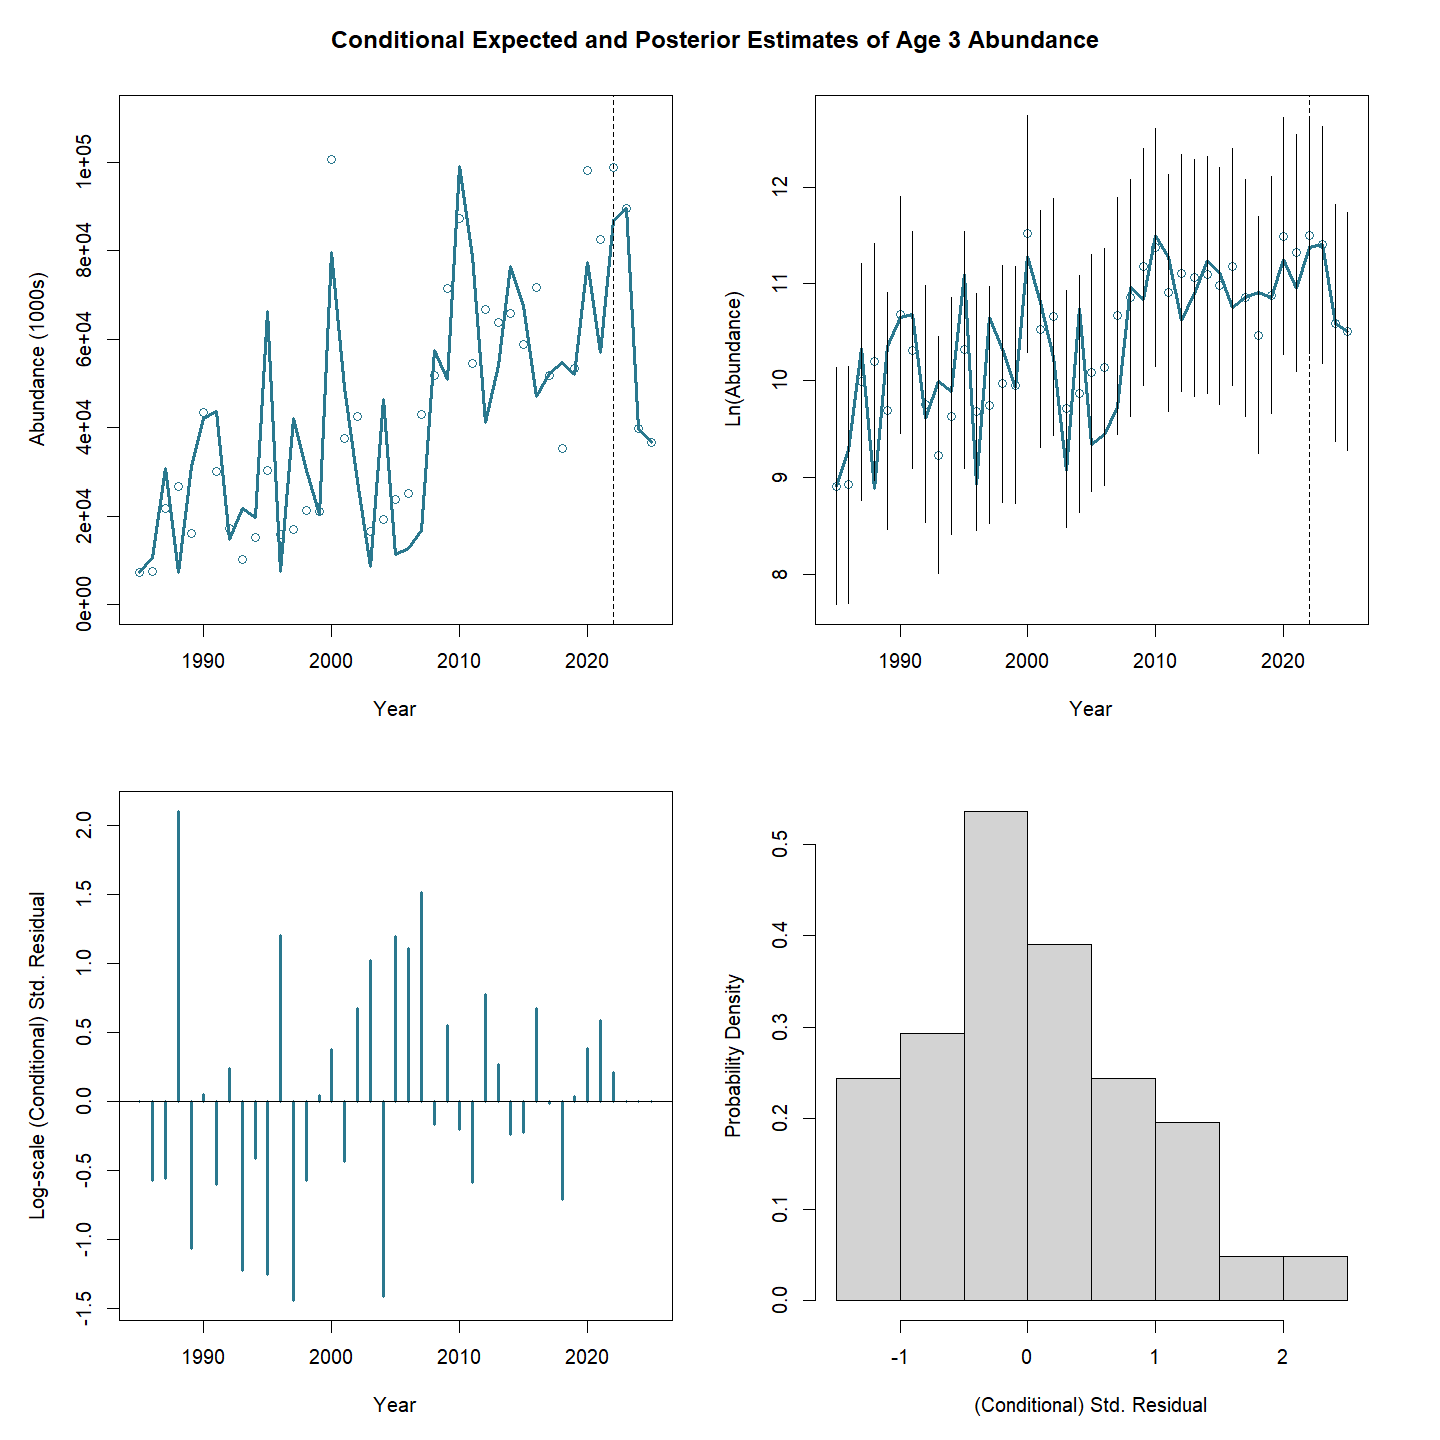 Conditional Expected and Posterior Estimates of Age 3 Abundance
Abundance (1000s)
0e+00 2e+04 4e+04 6e+04 8e+04 1e+05
1990 2000 2010 2020
Year
Ln(Abundance)
8 9 10 11 12
1990 2000 2010 2020
Year
Log-scale (Conditional) Std. Residual
-1.5 -1.0 -0.5 0.0 0.5 1.0 1.5 2.0
1990 2000 2010 2020
Year
Probability Density
0.0 0.1 0.2 0.3 0.4 0.5
-1 0 1 2
(Conditional) Std. Residual